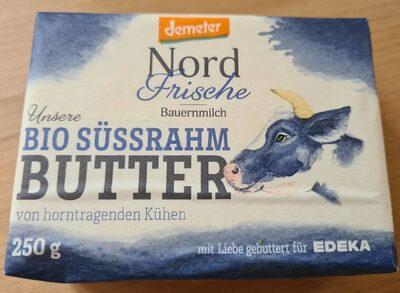 demeter
Nord
Frische
Bauernmilch
Unsere
BIO SÜSSRAHM
BUTTER
von horntragenden Kühen
250 g
mit Liebe gebuttert für EDEKA